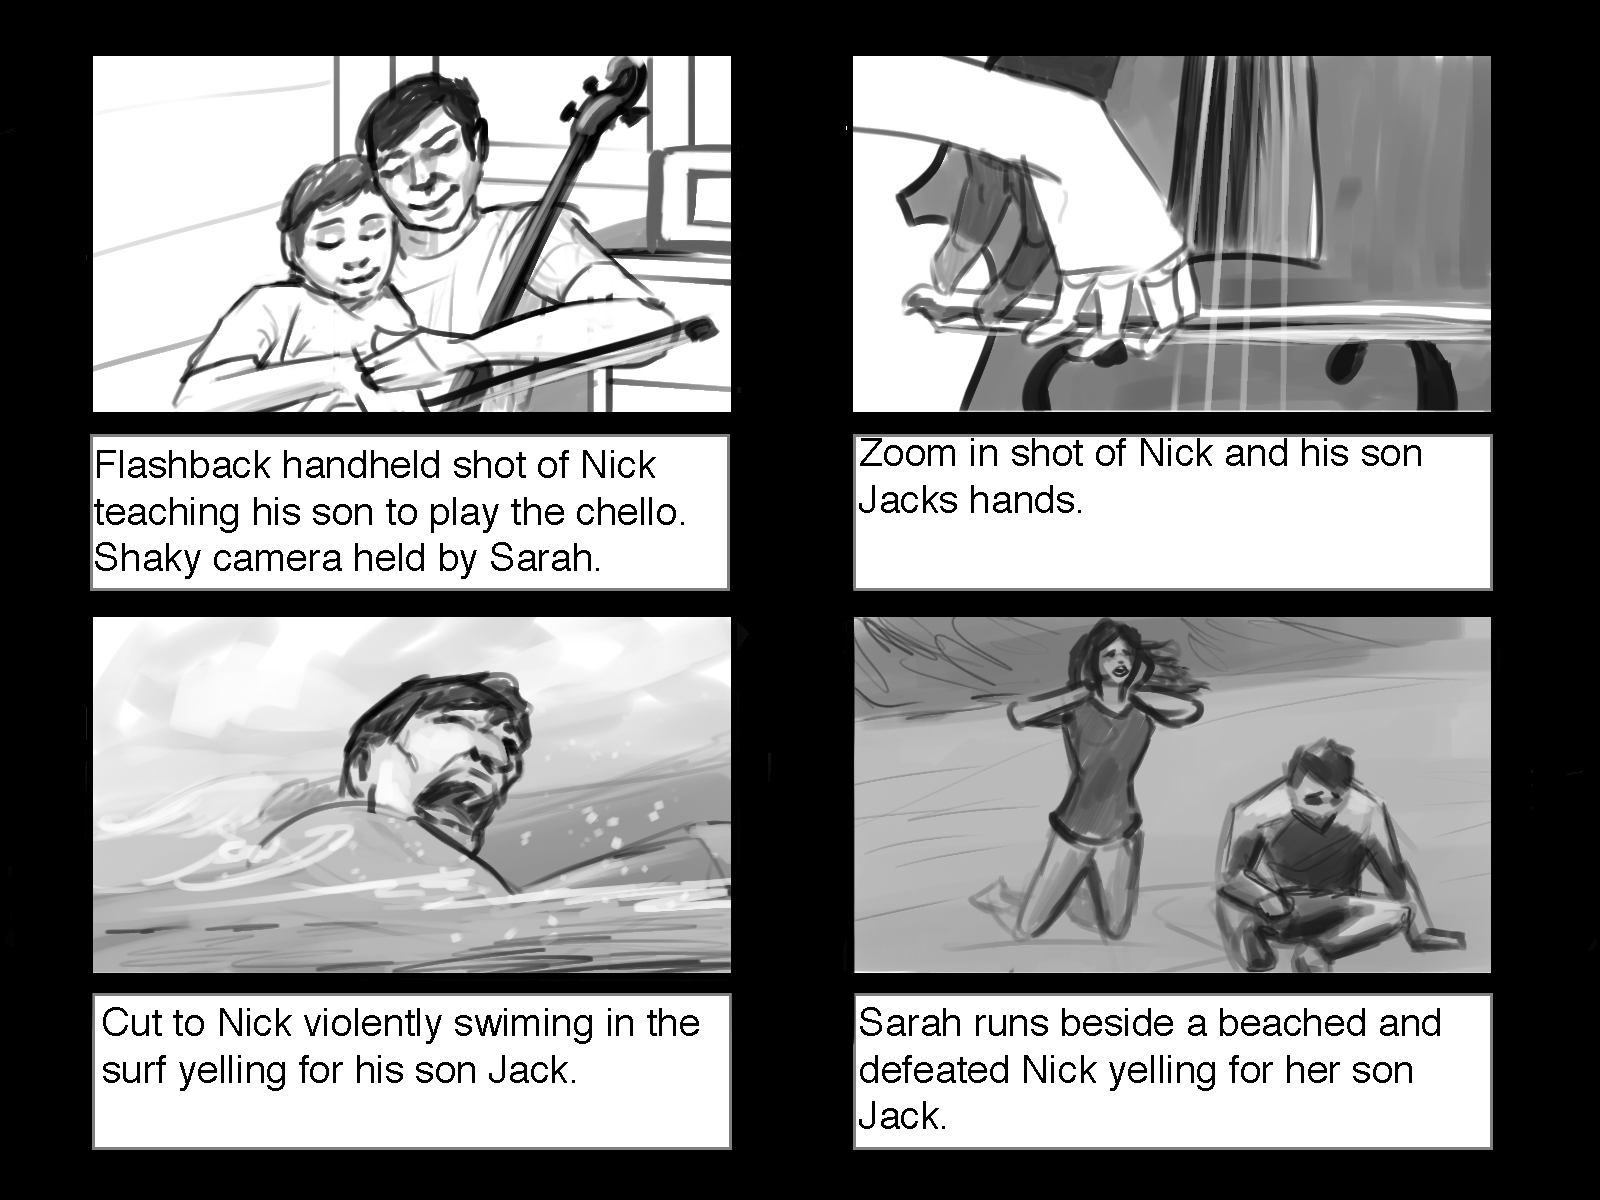 Flashback handheld shot of Nick
teaching his son to play the chello.
Shaky camera held by Sarah.
Zoom in shot of Nick and his son
Jacks hands.
Cut to Nick violently swiming in the
surf yelling for his son Jack.
Sarah runs beside a beached and
defeated Nick yelling for her son
Jack.